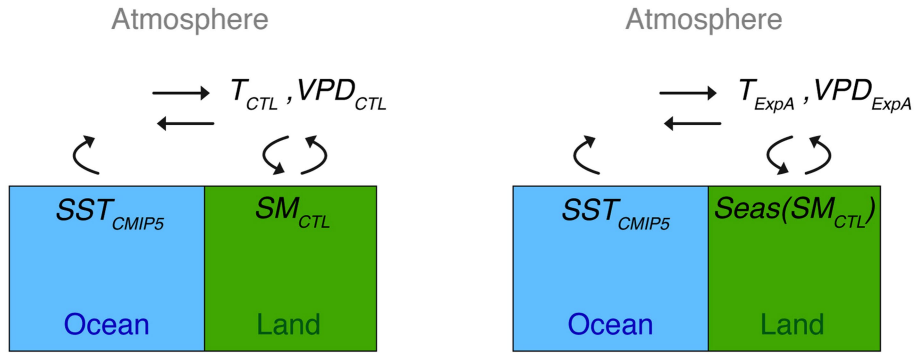 Atmosphere
T_CTL ,VPD_CTL
SST_CMIP5
SM_CTL
Ocean
Land
Atmosphere
T_ExpA ,VPD_ExpA
SST_CMIP5
Seas(SM_CTL)
Ocean
Land